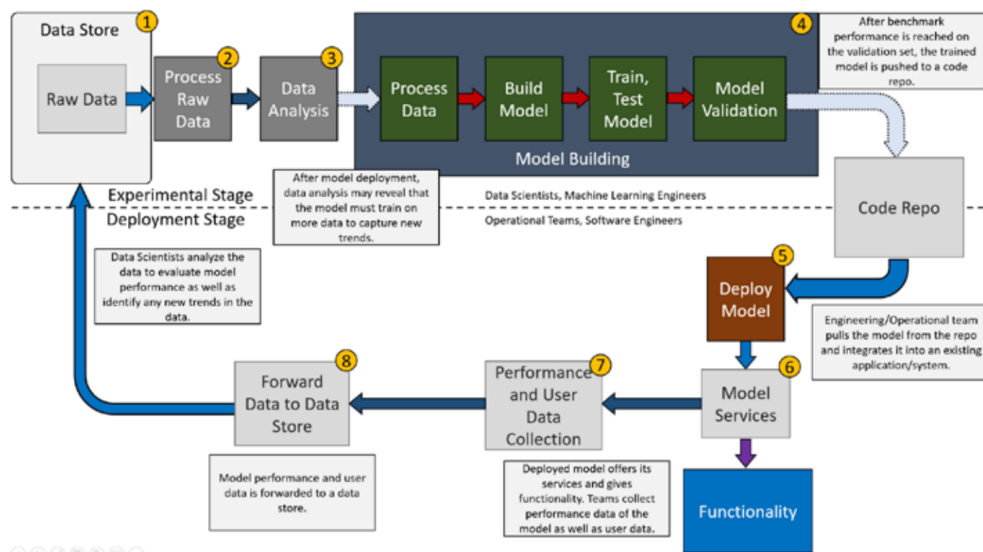 Data Store
1
Raw Data
2
Process
Raw
Data
3
Data
Analysis
4
Process
Data
Build
Model
Train,
Test
Model
Model
Validation
Model Building
After benchmark
performance is reached on
the validation set, the trained
model is pushed to a code
repo.
Code Repo
Experimental Stage
Data Scientists, Machine Learning Engineers
Deployment Stage
Operational Teams, Software Engineers
After model deployment,
data analysis may reveal that
the model must train on
more data to capture new
trends.
Data Scientists analyze the
data to evaluate model
performance as well as
identify any new trends in the
data.
5
Deploy
Model
Engineering/Operational team
pulls the model from the repo
and integrates it into an existing
application/system.
6
Model
Services
7
Performance
and User
Data
Collection
8
Forward
Data to Data
Store
Model performance and user
data is forwarded to a data
store.
Deployed model offers its
services and gives
functionality. Teams collect
performance data of the
model as well as user data.
Functionality